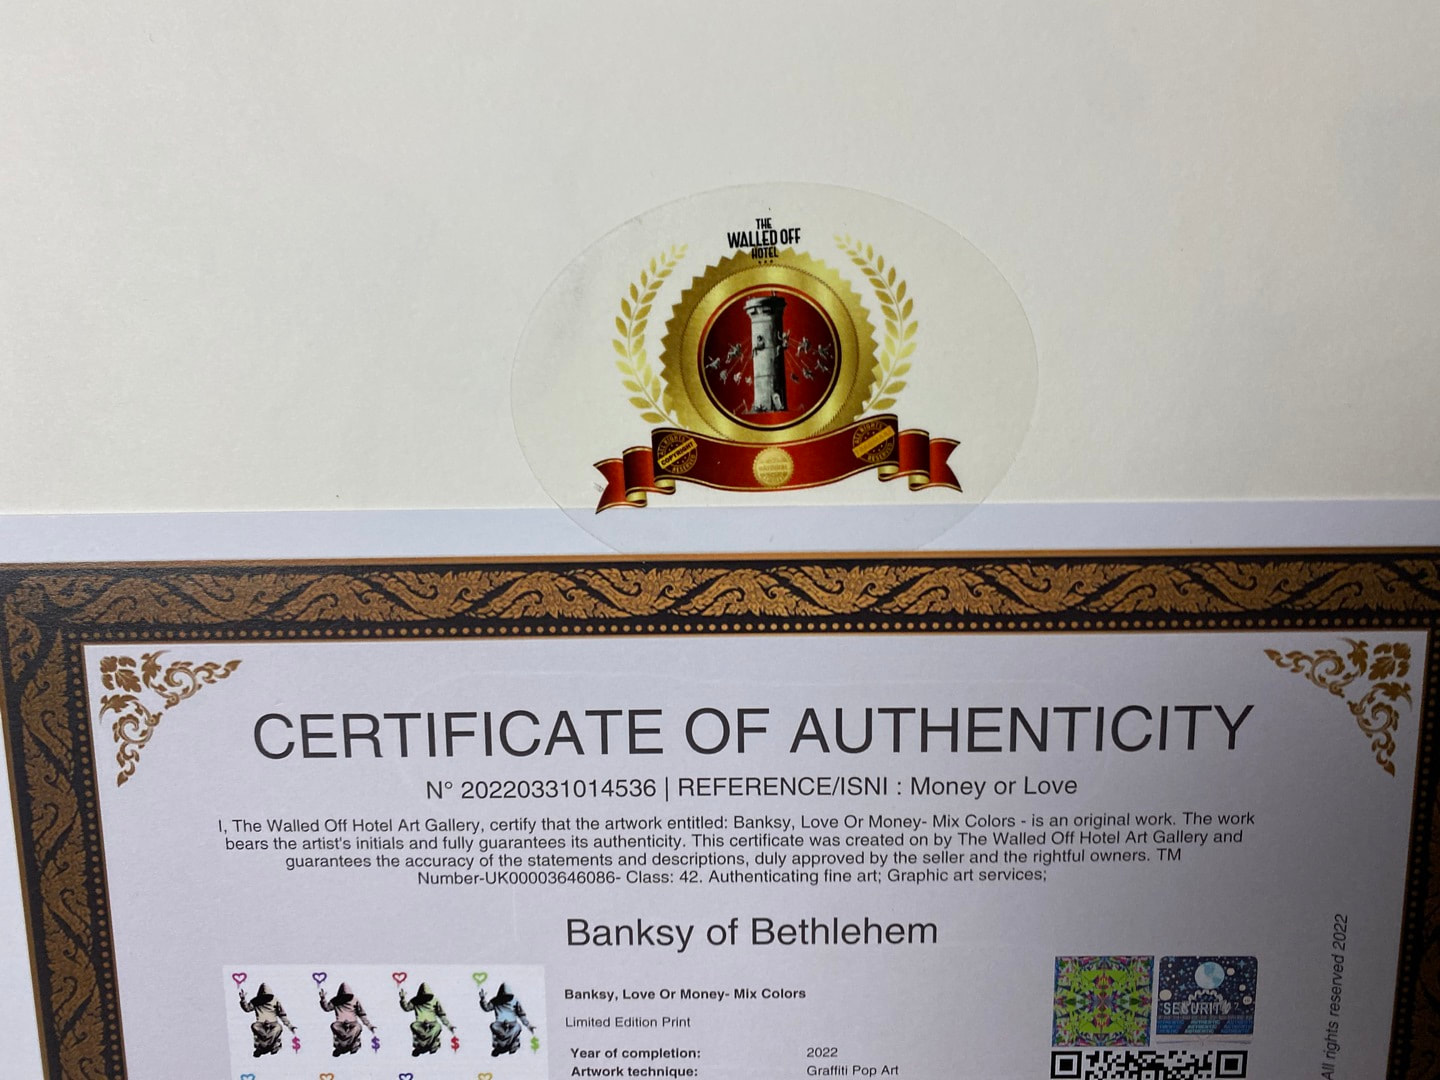 THE
WALLED OFF
HOTEL
COPYRIGHT
ALL RIGHTS
RESERVED
CERTIFICATE OF AUTHENTICITY
N° 20220331014536 | REFERENCE/ISNI : Money or Love
I, The Walled Off Hotel Art Gallery, certify that the artwork entitled: Banksy, Love Or Money- Mix Colors - is an original work. The work
bears the artist's initials and fully guarantees its authenticity. This certificate was created on by The Walled Off Hotel Art Gallery and
guarantees the accuracy of the statements and descriptions, duly approved by the seller and the rightful owners. TM
Number-UK00003646086- Class: 42. Authenticating fine art; Graphic art services;
Banksy of Bethlehem
Banksy, Love Or Money- Mix Colors
Limited Edition Print
Year of completion: 2022
Artwork technique: Graffiti Pop Art
SECURITY
AUTHENTIC
All rights reserved 2022